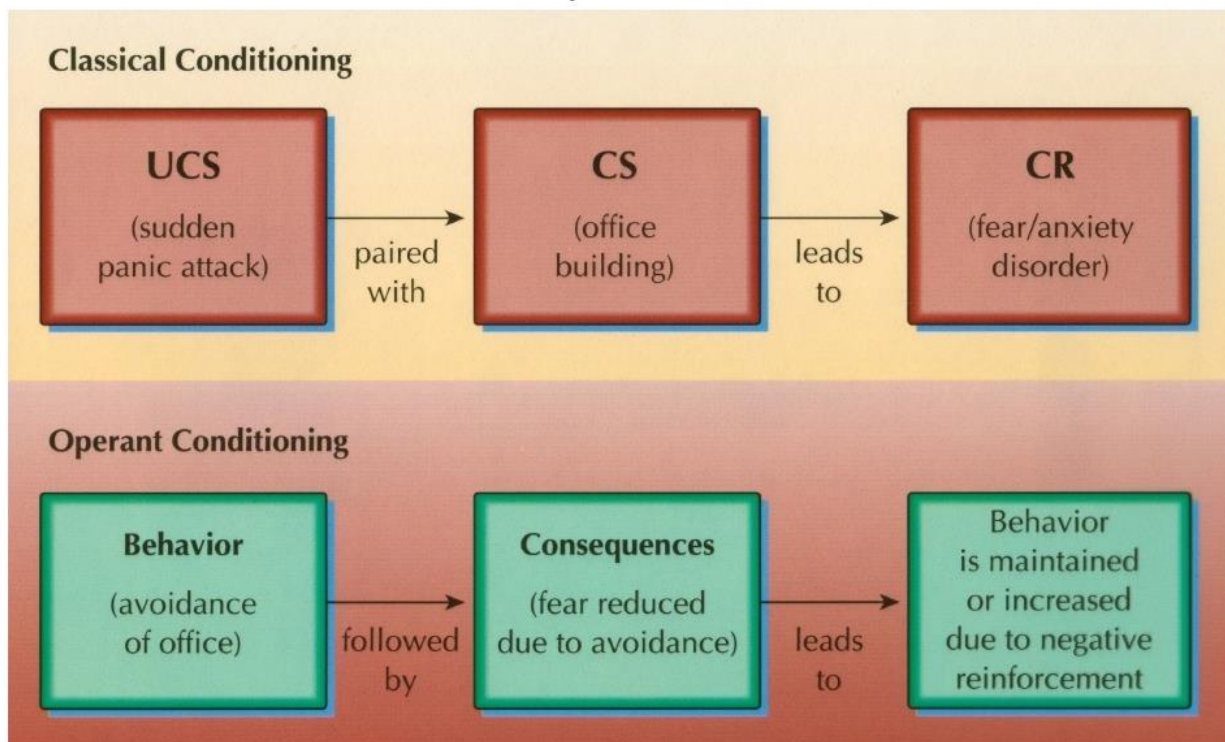 Classical Conditioning
UCS
(sudden
panic attack)
paired
with
CS
(office
building)
leads
to
CR
(fear/anxiety
disorder)
Operant Conditioning
Behavior
(avoidance
of office)
followed
by
Consequences
(fear reduced
due to avoidance)
leads
to
Behavior
is maintained
or increased
due to negative
reinforcement